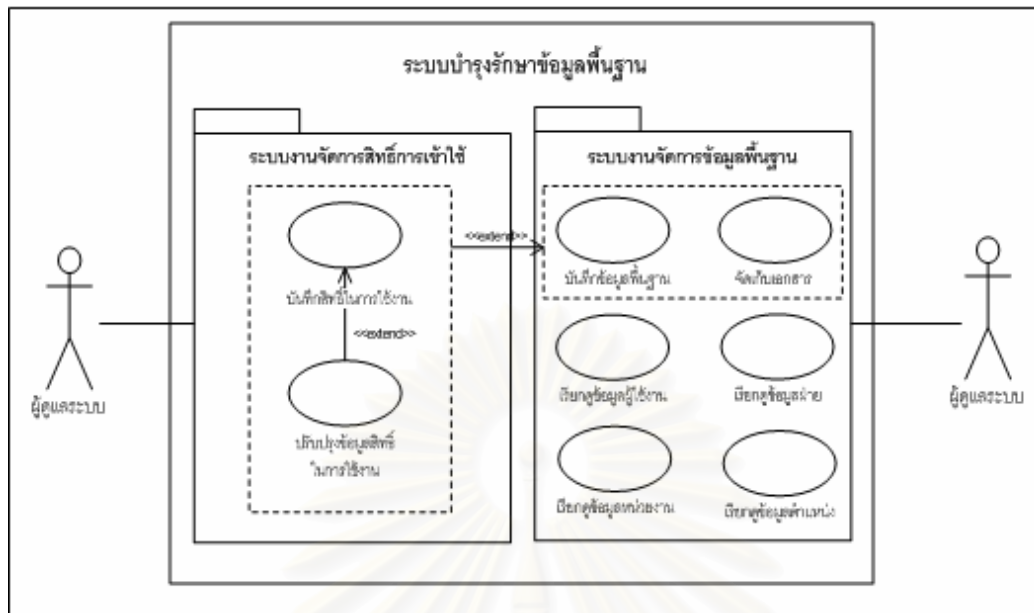 ระบบบำรุงรักษาข้อมูลพื้นฐาน
ระบบงานจัดการสิทธิ์การเข้าใช้
บันทึกสิทธิ์ในการใช้งาน
<<extend>>
ปรับปรุงข้อมูลสิทธิ์
ในการใช้งาน
<<extend>>
ระบบงานจัดการข้อมูลพื้นฐาน
บันทึกข้อมูลพื้นฐาน
จัดเก็บเอกสาร
เรียกดูข้อมูลผู้ใช้งาน
เรียกดูข้อมูลฝ่าย
เรียกดูข้อมูลหน่วยงาน
เรียกดูข้อมูลตำแหน่ง
ผู้ดูแลระบบ
ผู้ดูแลระบบ